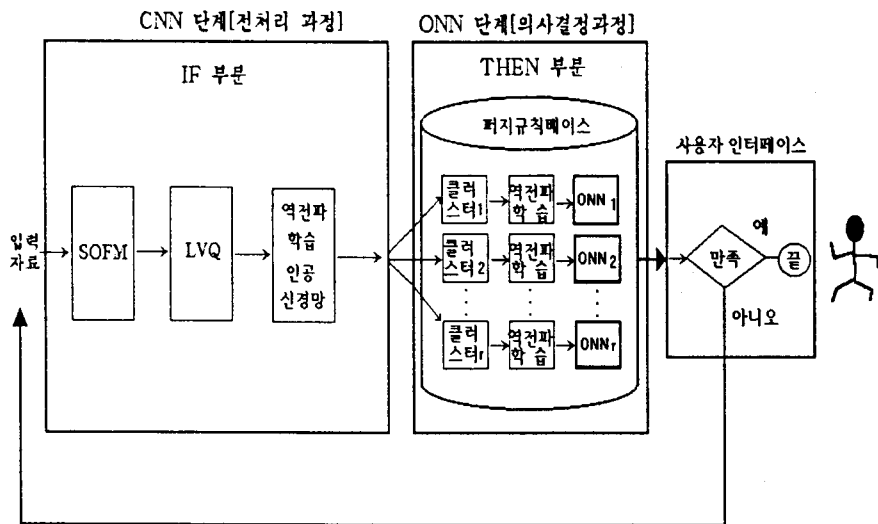 CNN 단계[전처리 과정]
ONN 단계[의사결정과정]
IF 부분
THEN 부분
퍼지규칙베이스
사용자 인터페이스
입력
자료
SOFM
LVQ
역전파
학습
인공
신경망
클러
스터1
역전파
학습
ONN1
클러
스터2
역전파
학습
ONN2
클러
스터r
역전파
학습
ONNr
만족
예
끝
아니오